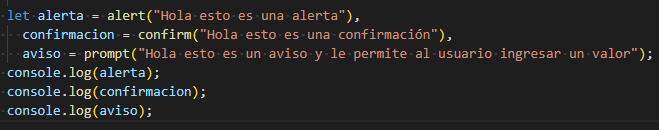 let alerta = alert("Hola esto es una alerta"),
  confirmacion = confirm("Hola esto es una confirmación"),
  aviso = prompt("Hola esto es un aviso y le permite al usuario ingresar un valor");
console.log(alerta);
console.log(confirmacion);
console.log(aviso);